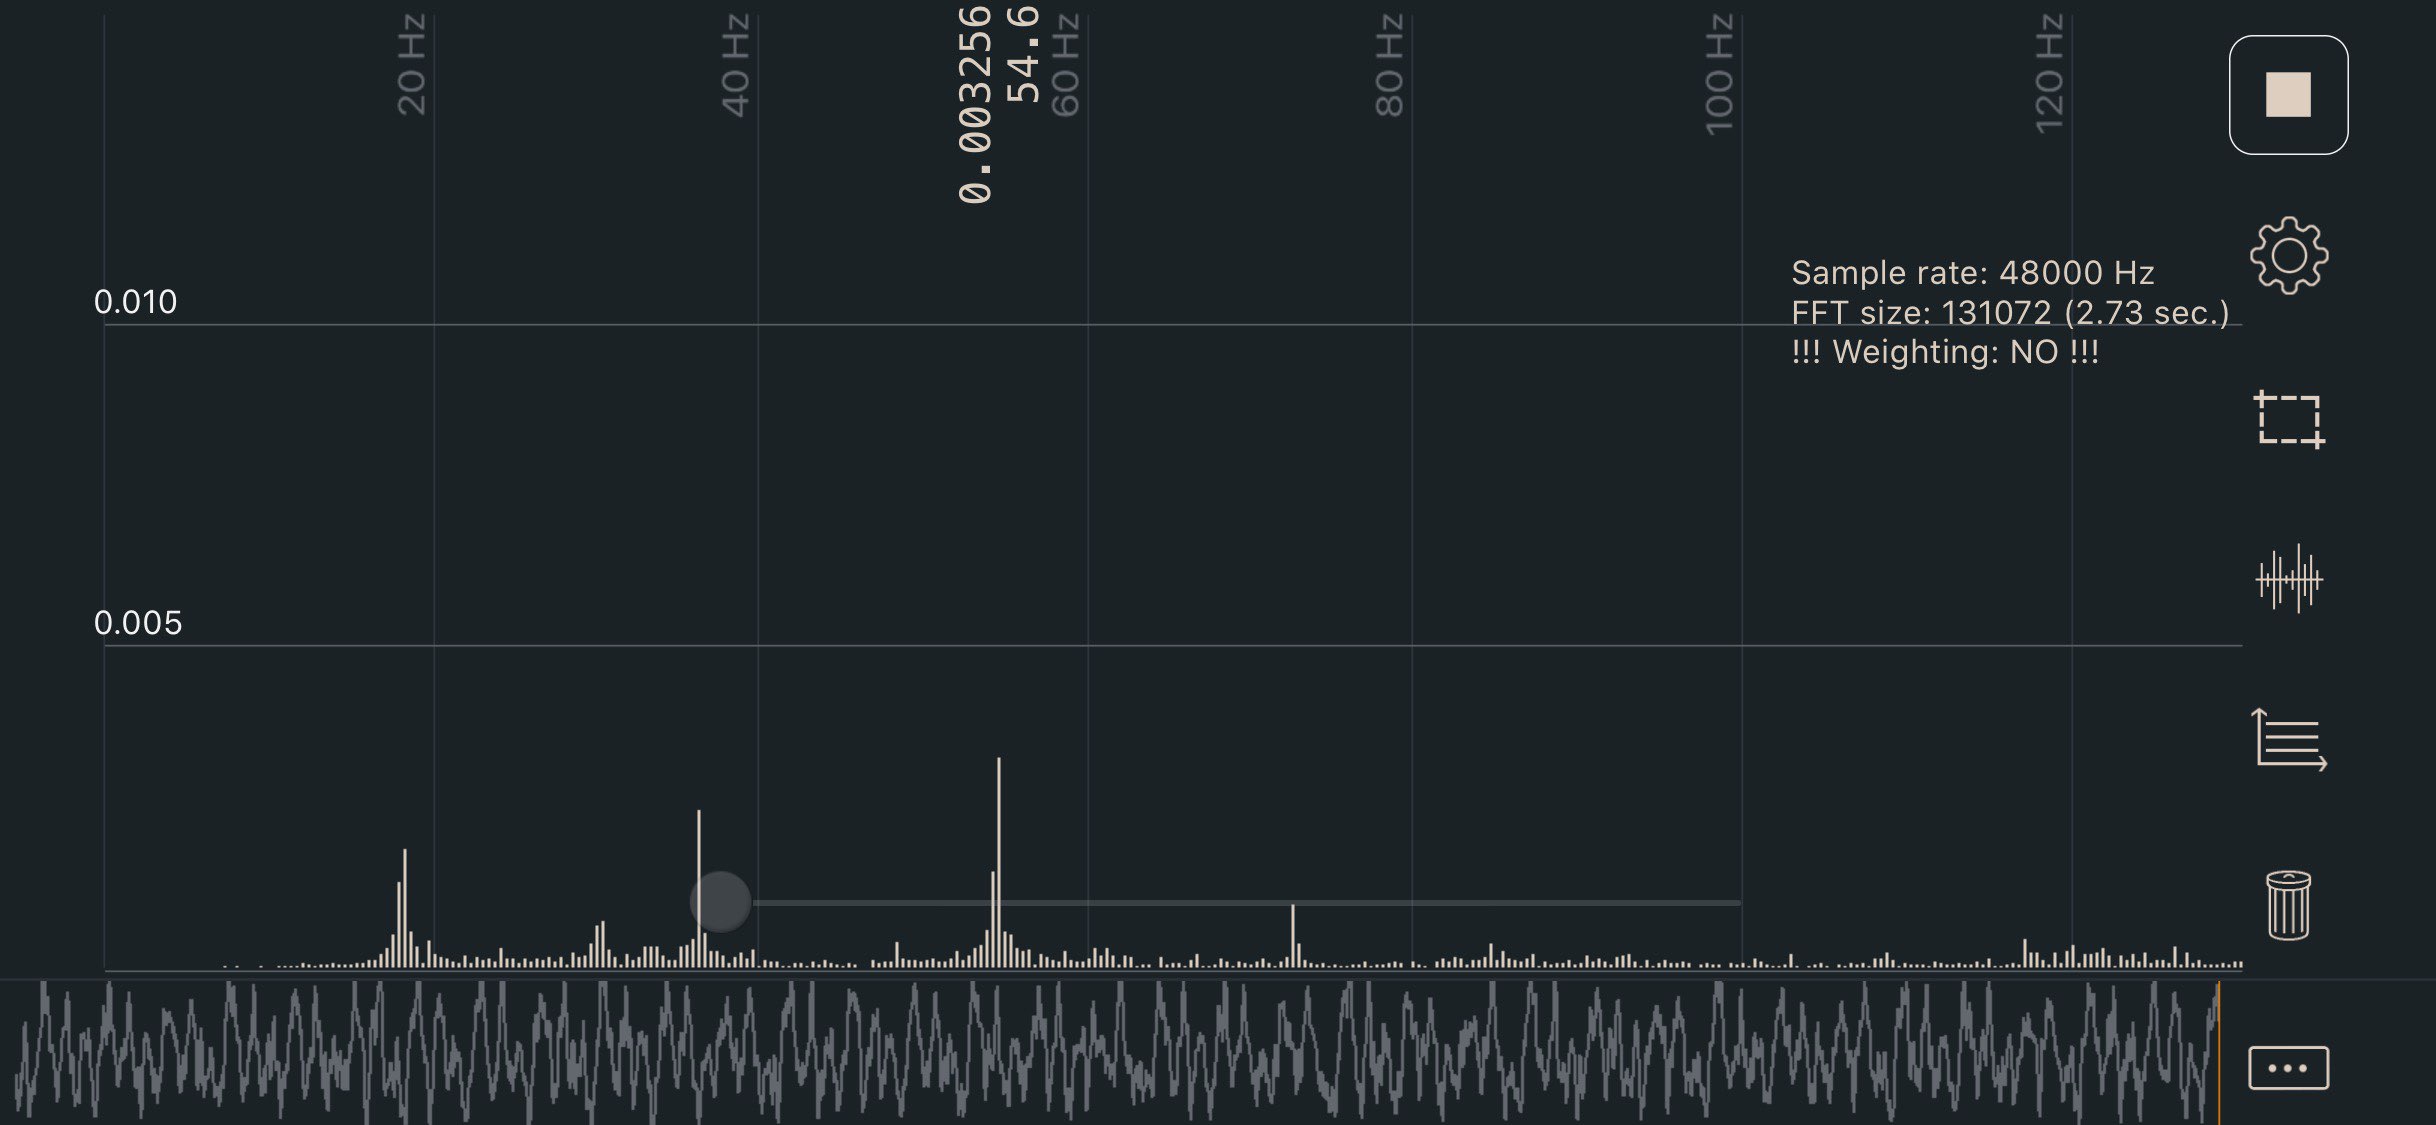 20 Hz
40 Hz
0.003256
54.6
60 Hz
80 Hz
100 Hz
120 Hz
Sample rate: 48000 Hz
FFT size: 131072 (2.73 sec.)
!!! Weighting: NO !!!
0.010
0.005